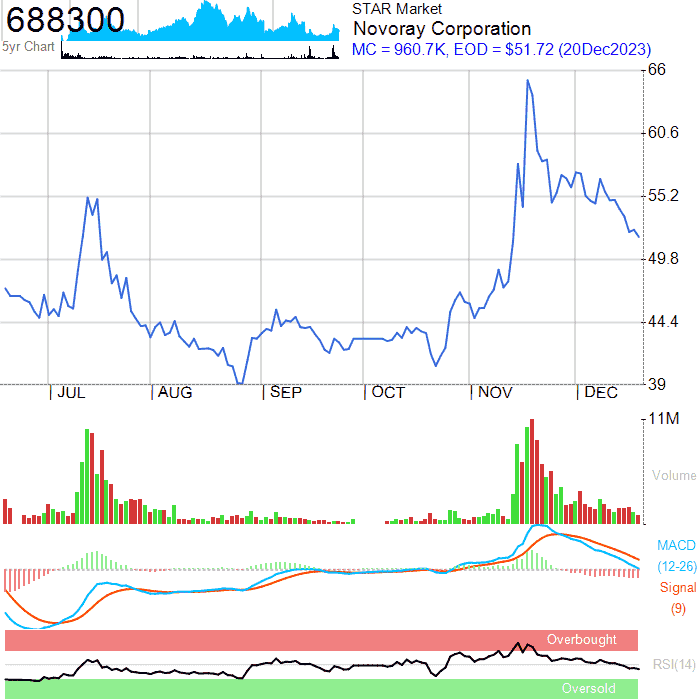 688300
5yr Chart
STAR Market
Novoray Corporation
MC = 960.7K, EOD = $51.72 (20Dec2023)
66
60.6
55.2
49.8
44.4
39
JUL AUG SEP OCT NOV DEC
11M
Volume
MACD
(12-26)
Signal
(9)
Overbought
RSI(14)
Oversold